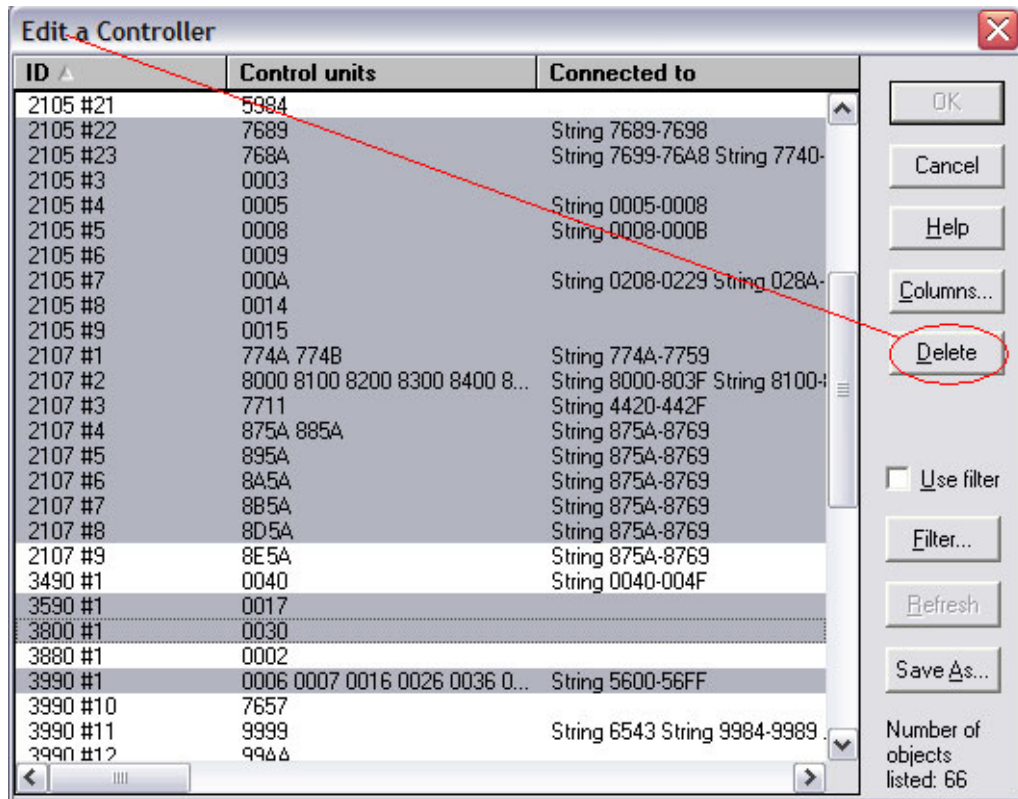 Edit a Controller
ID Control units Connected to
2105 #21 5984
2105 #22 7689 String 7689-7698
2105 #23 768A String 7699-76A8 String 7740-
2105 #3 0003
2105 #4 0005 String 0005-0008
2105 #5 0008 String 0008-000B
2105 #6 0009
2105 #7 000A String 0208-0229 String 028A-
2105 #8 0014
2105 #9 0015
2107 #1 774A 774B String 774A-7759
2107 #2 8000 8100 8200 8300 8400 8... String 8000-803F String 8100-
2107 #3 7711 String 4420-442F
2107 #4 875A 885A String 875A-8769
2107 #5 895A String 875A-8769
2107 #6 8A5A String 875A-8769
2107 #7 8B5A String 875A-8769
2107 #8 8D5A String 875A-8769
2107 #9 8E5A String 875A-8769
3490 #1 0040 String 0040-004F
3590 #1 0017
3800 #1 0030
3880 #1 0002
3990 #1 0006 0007 0016 0026 0036 0... String 5600-56FF
3990 #10 7657
3990 #11 9999 String 6543 String 9984-9989 .
3990 #12 99AA
OK
Cancel
Help
Columns...
Delete
Use filter
Filter...
Refresh
Save As...
Number of
objects
listed: 66